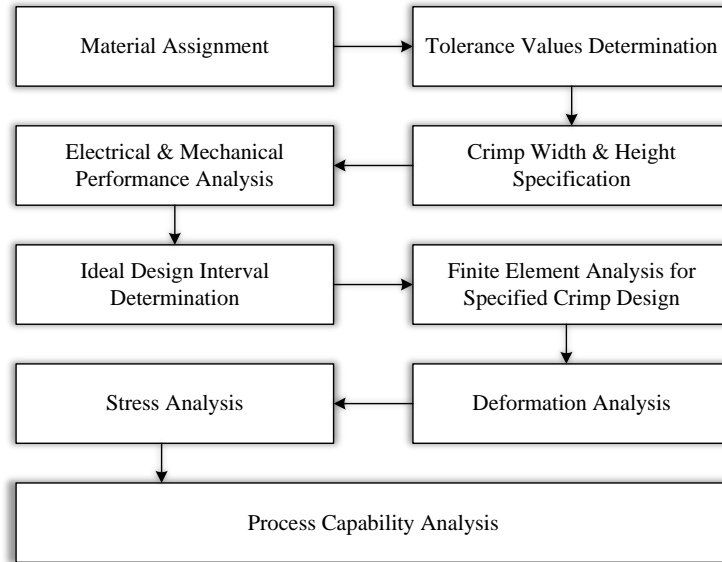 Material Assignment
Tolerance Values Determination
Electrical & Mechanical
Performance Analysis
Crimp Width & Height
Specification
Ideal Design Interval
Determination
Finite Element Analysis for
Specified Crimp Design
Stress Analysis
Deformation Analysis
Process Capability Analysis